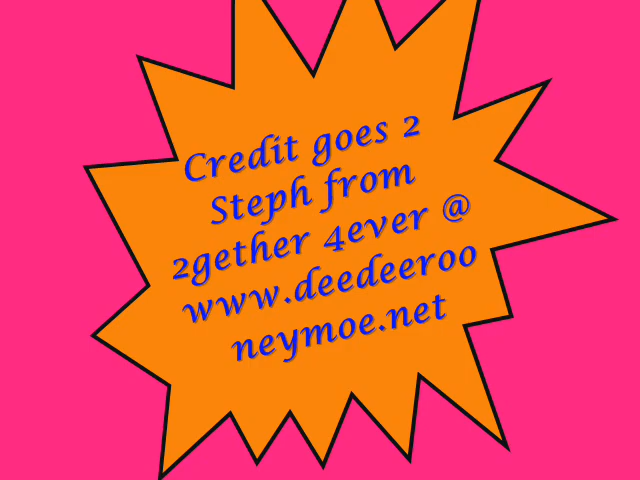 Credit goes 2
Steph from
2gether 4ever @
www.deedeeroo
neymoe.net